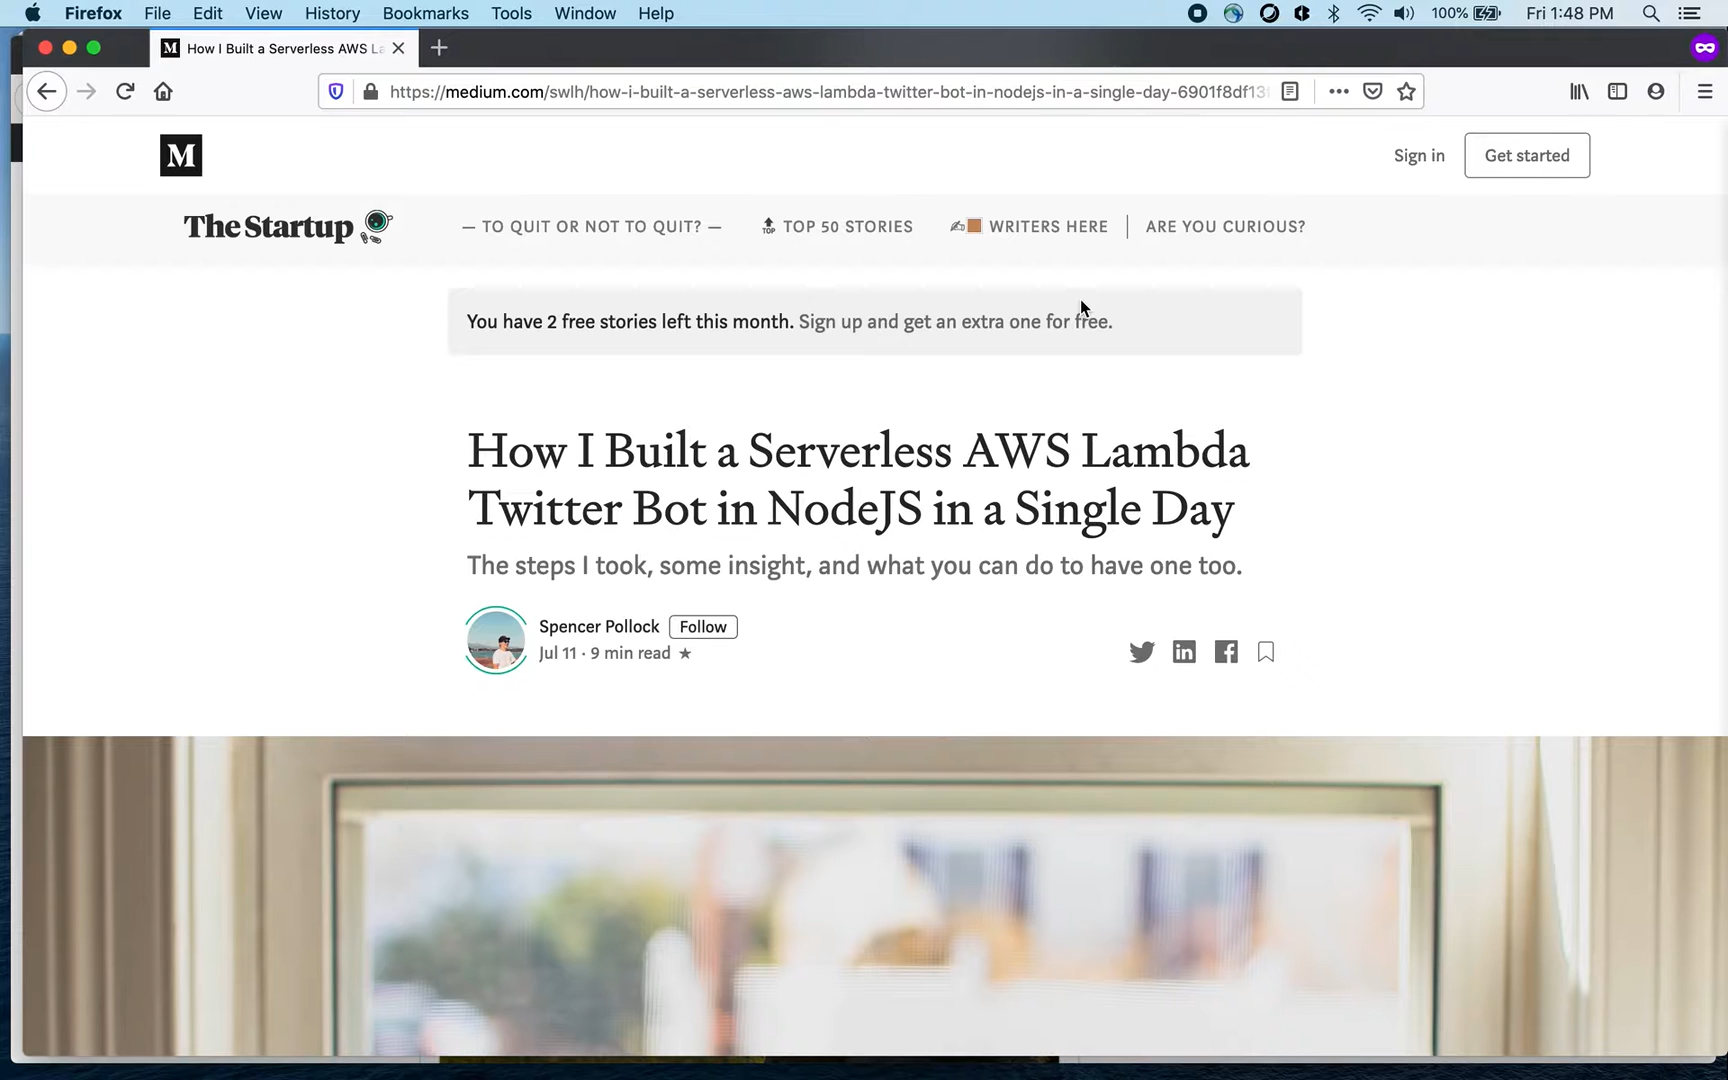 Firefox File Edit View History Bookmarks Tools Window Help 100% Fri 1:48 PM
M How I Built a Serverless AWS La
https://medium.com/swlh/how-i-built-a-serverless-aws-lambda-twitter-bot-in-nodejs-in-a-single-day-6901f8df13
M Sign in Get started
The Startup — TO QUIT OR NOT TO QUIT? — TOP TOP 50 STORIES WRITERS HERE ARE YOU CURIOUS?
You have 2 free stories left this month. Sign up and get an extra one for free.
How I Built a Serverless AWS Lambda
Twitter Bot in NodeJS in a Single Day
The steps I took, some insight, and what you can do to have one too.
Spencer Pollock Follow
Jul 11 · 9 min read ★